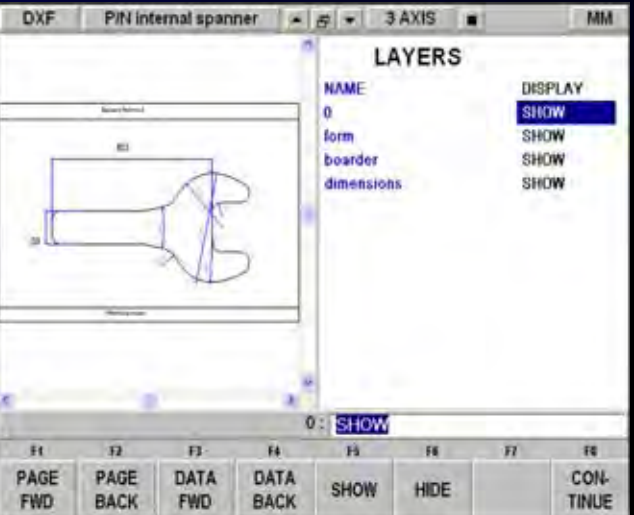 DXF P/N internal spanner 3 AXIS MM
LAYERS
NAME DISPLAY
0 SHOW
form SHOW
boarder SHOW
dimensions SHOW
0 : SHOW
F1 F2 F3 F4 F5 F6 F7 F8
PAGE FWD
PAGE BACK
DATA FWD
DATA BACK
SHOW
HIDE
CON-
TINUE